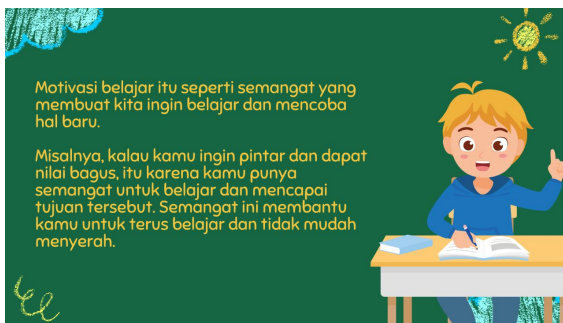 Motivasi belajar itu seperti semangat yang
membuat kita ingin belajar dan mencoba
hal baru.
Misalnya, kalau kamu ingin pintar dan dapat
nilai bagus, itu karena kamu punya
semangat untuk belajar dan mencapai
tujuan tersebut. Semangat ini membantu
kamu untuk terus belajar dan tidak mudah
menyerah.